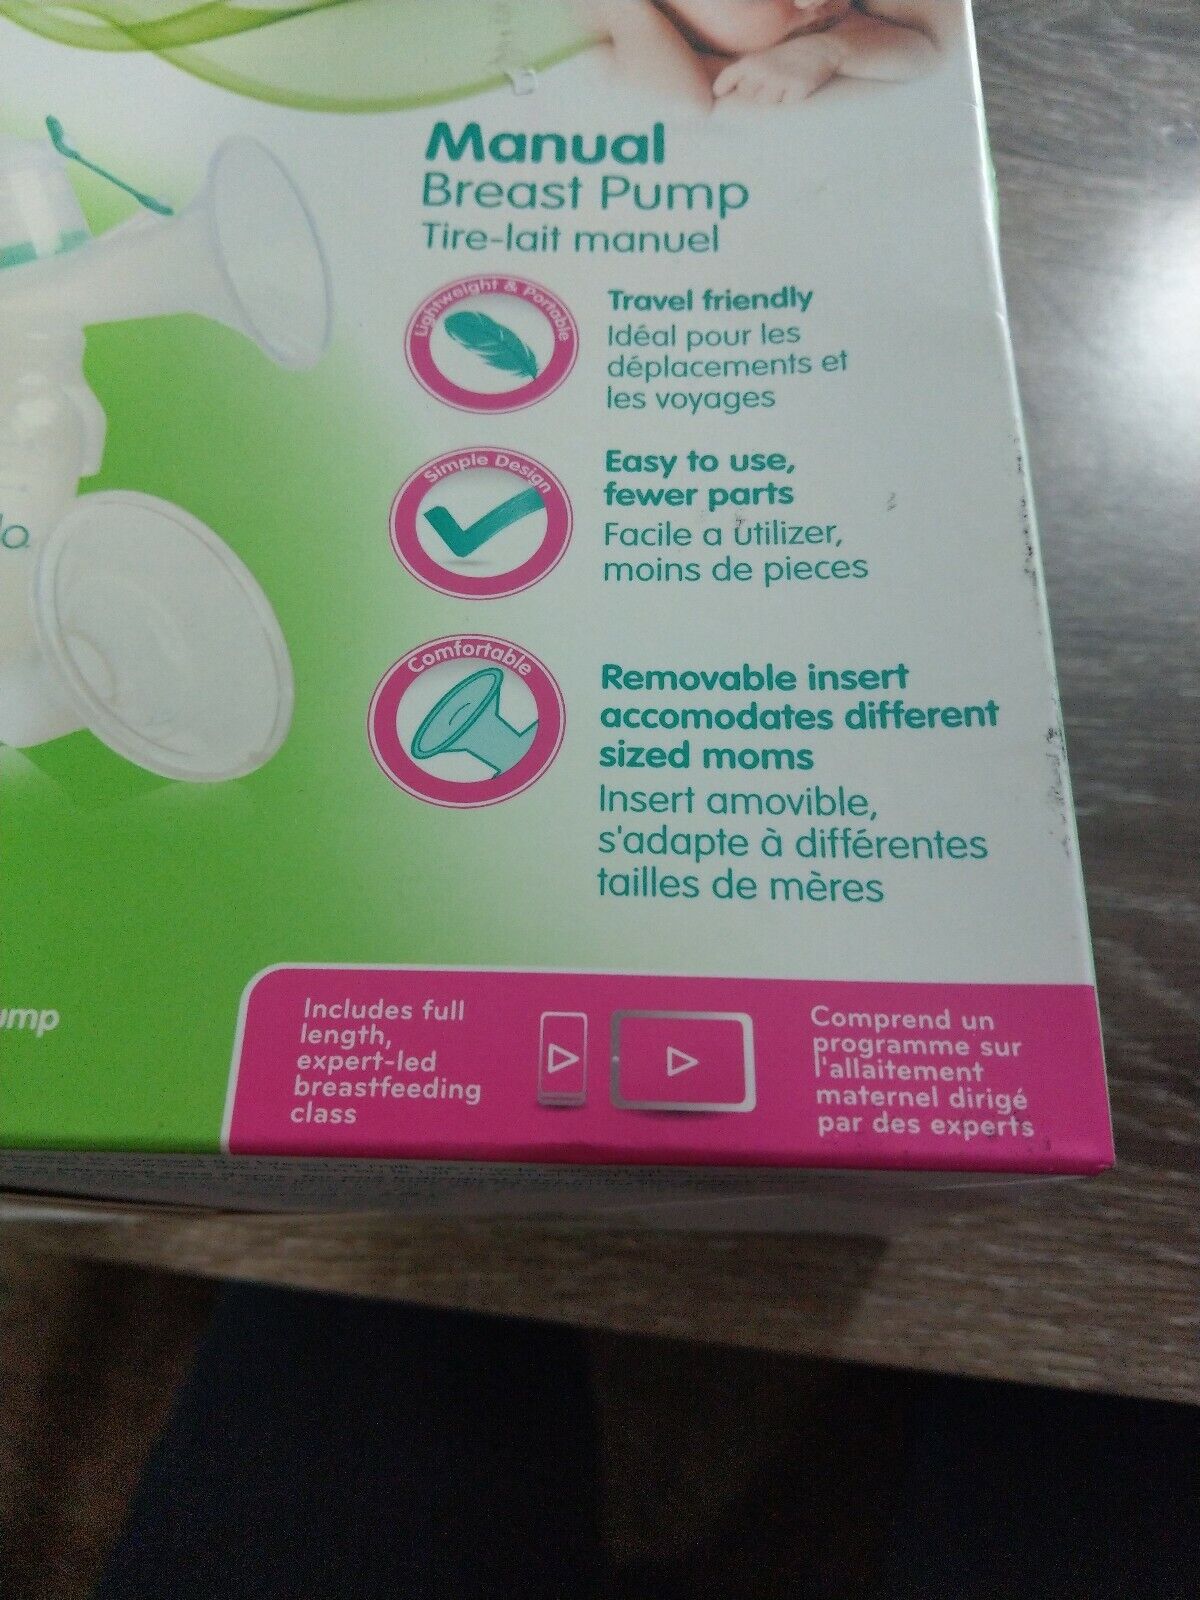 Manual
Breast Pump
Tire-lait manuel
Lightweight & Portable
Travel friendly
Idéal pour les
déplacements et
les voyages
Simple Design
Easy to use,
fewer parts
Facile a utilizer,
moins de pieces
Comfortable
Removable insert
accomodates different
sized moms
Insert amovible,
s'adapte à différentes
tailles de mères
Includes full
length,
expert-led
breastfeeding
class
Comprend un
programme sur
l'allaitement
maternel dirigé
par des experts